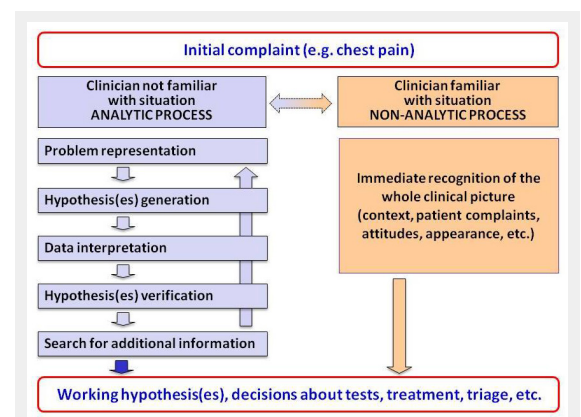 Initial complaint (e.g. chest pain)
Clinician not familiar
with situation
ANALYTIC PROCESS
Clinician familiar
with situation
NON-ANALYTIC PROCESS
Problem representation
Hypothesis(es) generation
Data interpretation
Hypothesis(es) verification
Search for additional information
Immediate recognition of the
whole clinical picture
(context, patient complaints,
attitudes, appearance, etc.)
Working hypothesis(es), decisions about tests, treatment, triage, etc.